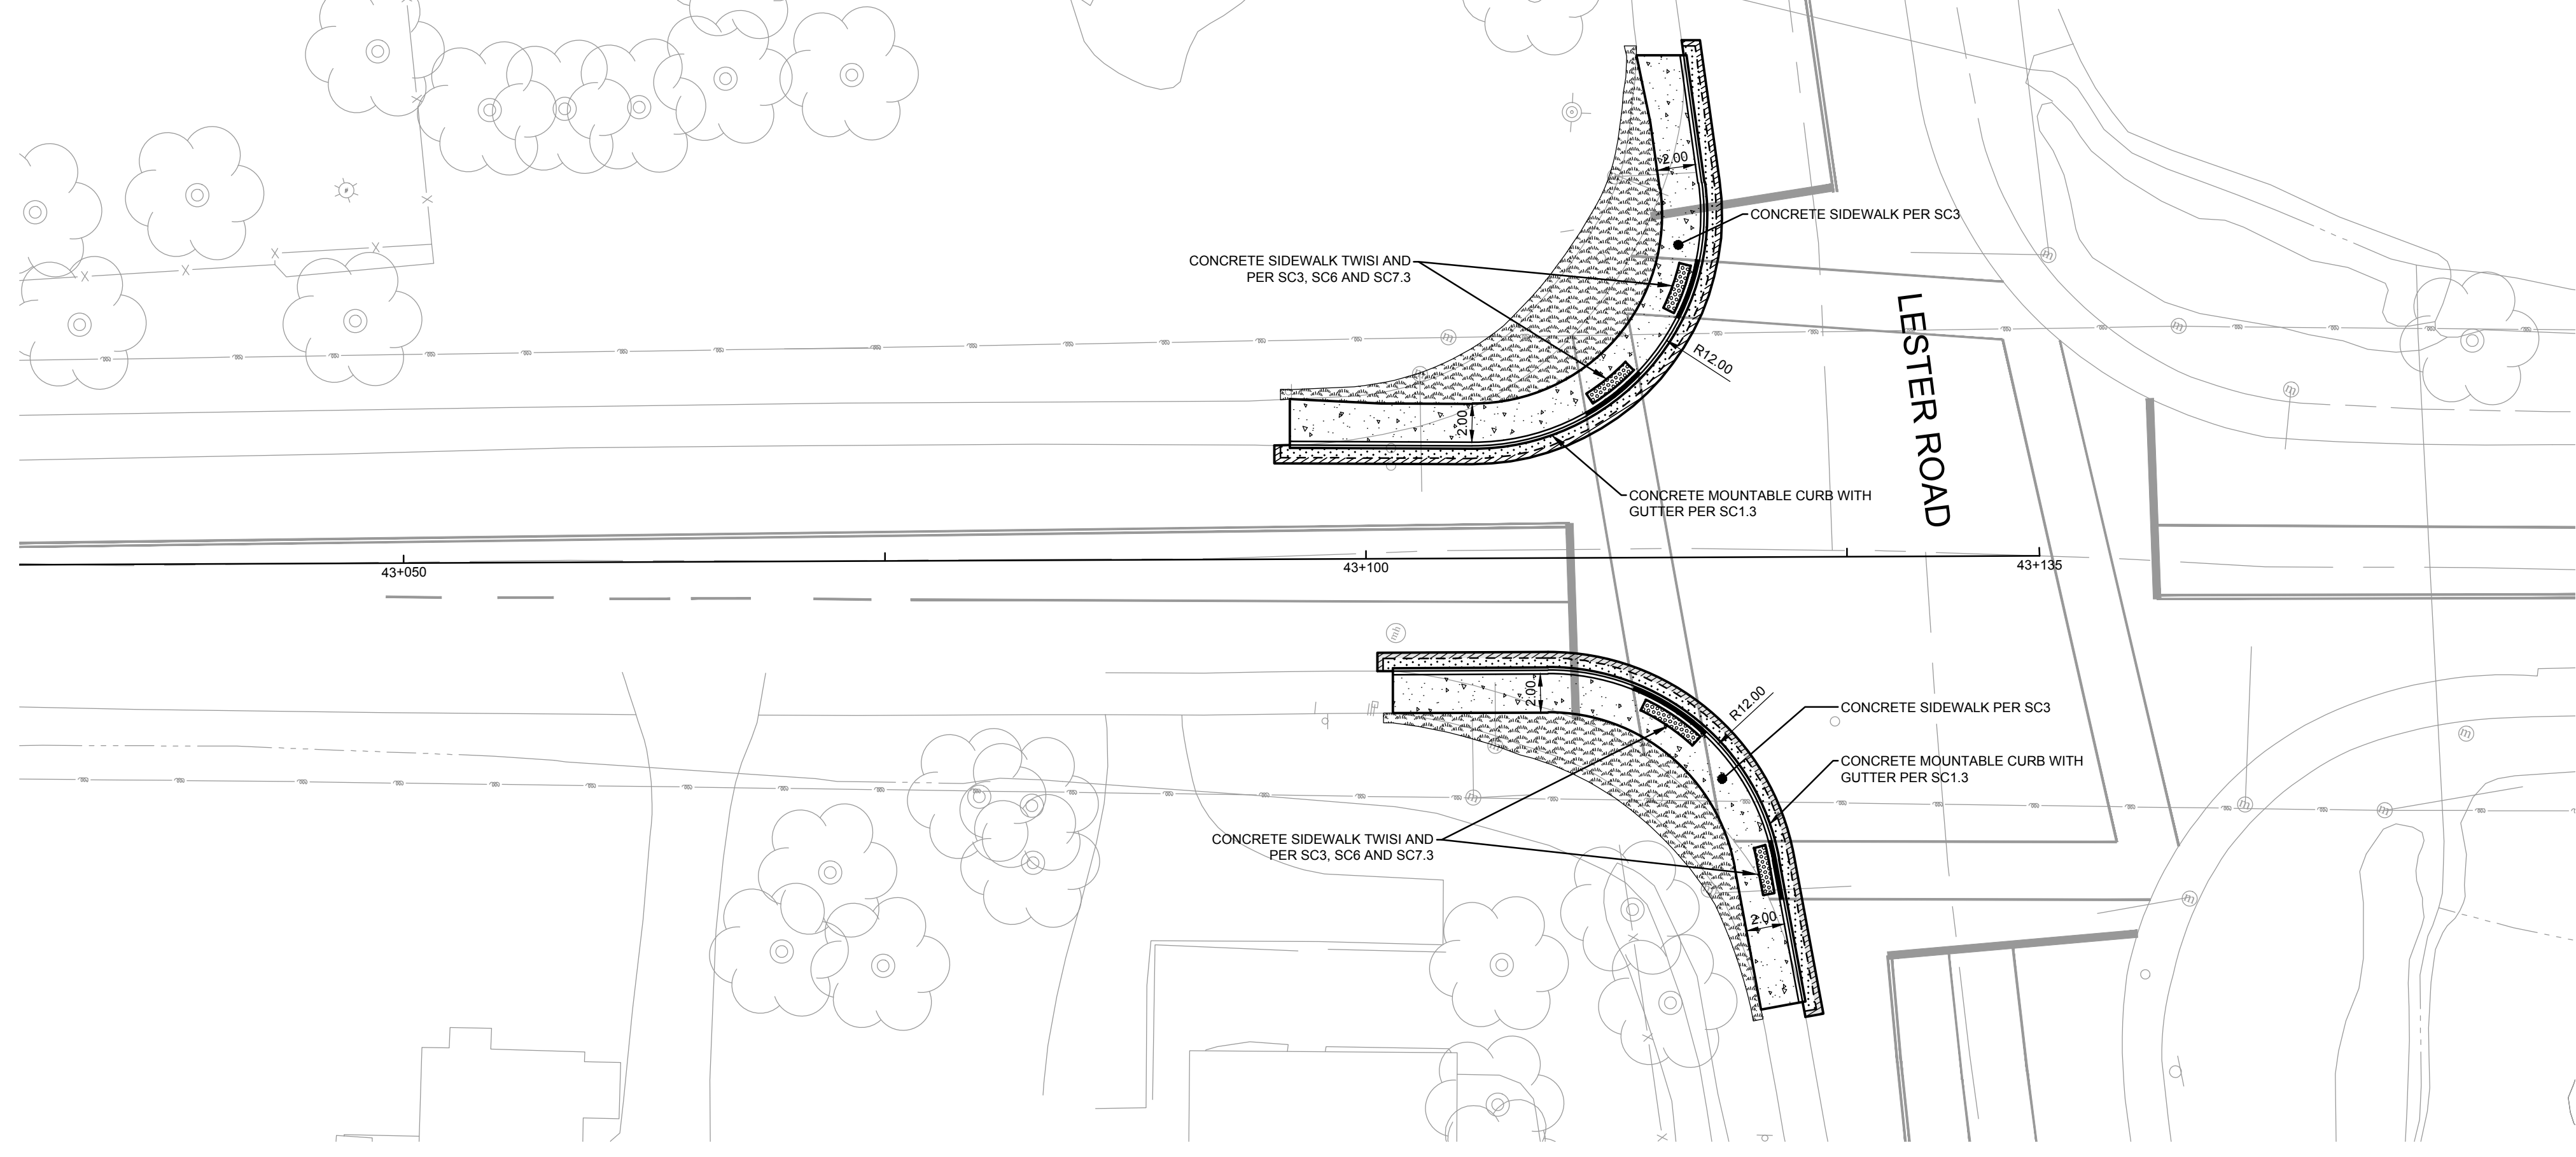 2.00
CONCRETE SIDEWALK PER SC3
CONCRETE SIDEWALK TWISI AND
PER SC3, SC6 AND SC7.3
R12.00
LESTER ROAD
2.00
CONCRETE MOUNTABLE CURB WITH
GUTTER PER SC1.3
43+050
43+100
43+135
mh
2.00
R12.00
CONCRETE SIDEWALK PER SC3
CONCRETE MOUNTABLE CURB WITH
GUTTER PER SC1.3
CONCRETE SIDEWALK TWISI AND
PER SC3, SC6 AND SC7.3
2.00